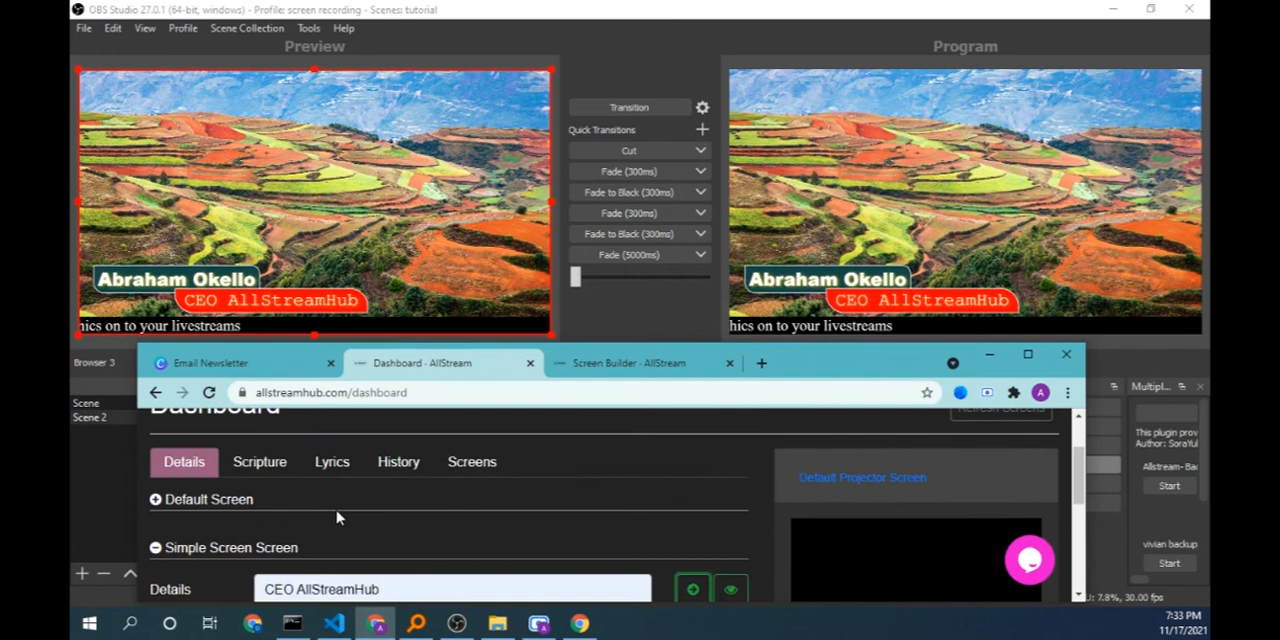 OBS Studio 27.0.1 (64-bit, windows) - Profile: screen recording - Scenes: tutorial
File Edit View Profile Scene Collection Tools Help
Preview
Program
Transition
Quick Transitions
Cut
Fade (300ms)
Fade to Black (300ms)
Fade (300ms)
Fade to Black (300ms)
Fade (5000ms)
Abraham Okello
CEO AllStreamHub
hics on to your livestreams
Abraham Okello
CEO AllStreamHub
hics on to your livestreams
Browser 3
Scene
Scene 2
Email Newsletter
Dashboard - AllStream
Screen Builder - AllStream
allstreamhub.com/dashboard
A
Dashboard
Refresh Screens
Details Scripture Lyrics History Screens
Default Screen
Simple Screen Screen
Details CEO AllStreamHub
Default Projector Screen
Multipl...
This plugin prov
Author: SoraYu
Allstream-Bac
Start
vivian backup
Start
U: 7.8%, 30.00 fps
7:33 PM
11/17/2021